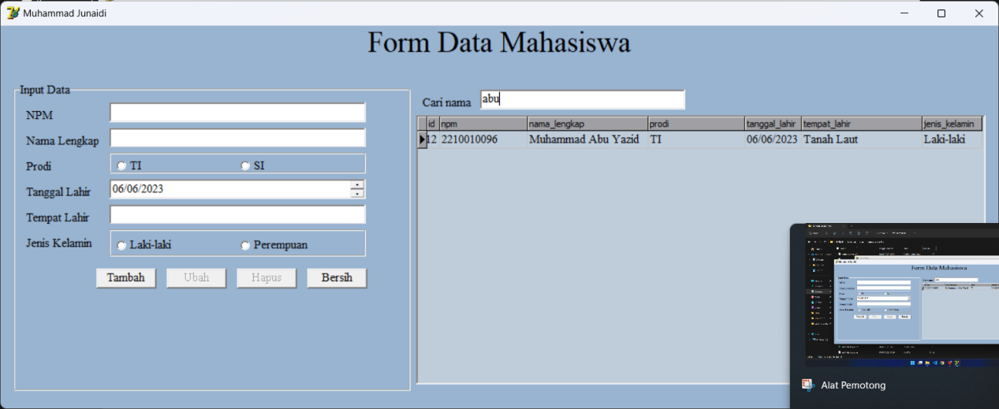 Muhammad Junaidi
Form Data Mahasiswa
Input Data
NPM
Nama Lengkap
Prodi
TI
SI
Tanggal Lahir
06/06/2023
Tempat Lahir
Jenis Kelamin
Laki-laki
Perempuan
Tambah
Ubah
Hapus
Bersih
Cari nama
abu
id npm nama_lengkap prodi tanggal_lahir tempat_lahir jenis_kelamin
12 2210010096 Muhammad Abu Yazid TI 06/06/2023 Tanah Laut Laki-laki
Form Data Mahasiswa
Alat Pemotong